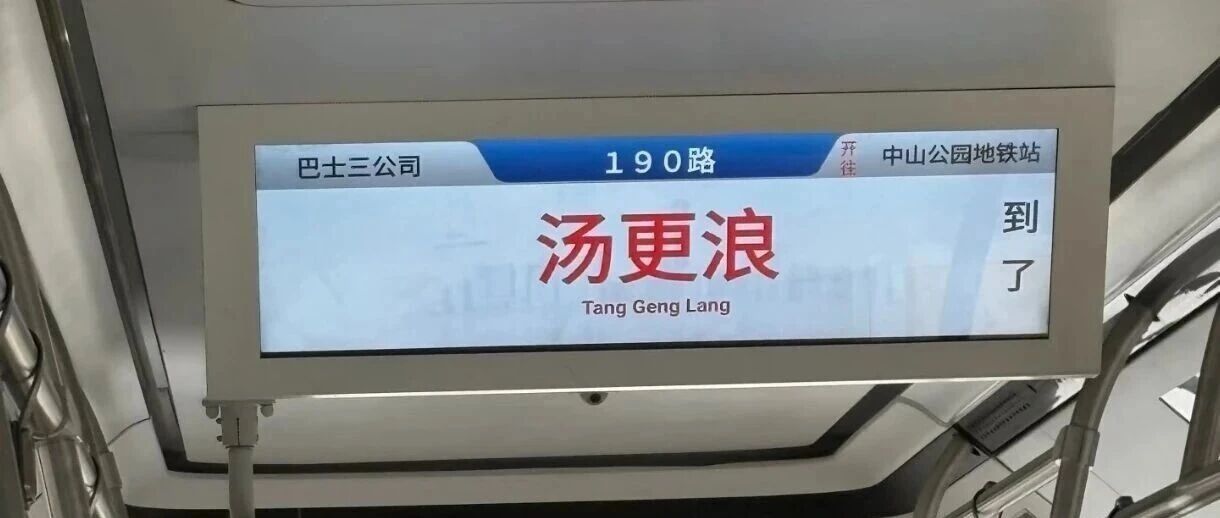 巴士三公司
190路
开往
中山公园地铁站
汤更浪
Tang Geng Lang
到了